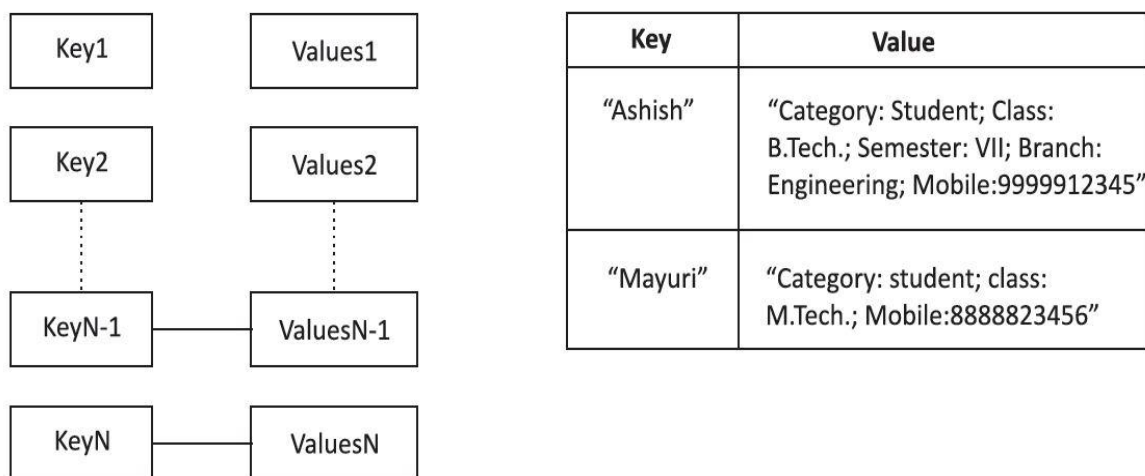 Key1
Values1
Key2
Values2
KeyN-1
ValuesN-1
KeyN
ValuesN
Key
Value
“Ashish”
“Category: Student; Class:
B.Tech.; Semester: VII; Branch:
Engineering; Mobile:9999912345”
“Mayuri”
“Category: student; class:
M.Tech.; Mobile:8888823456”